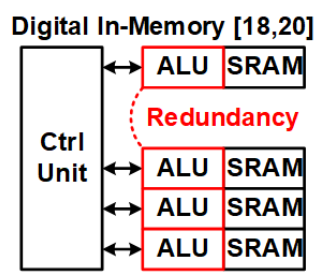 Digital In-Memory [18,20]
ALU SRAM
Redundancy
Ctrl
Unit
ALU SRAM
ALU SRAM
ALU SRAM